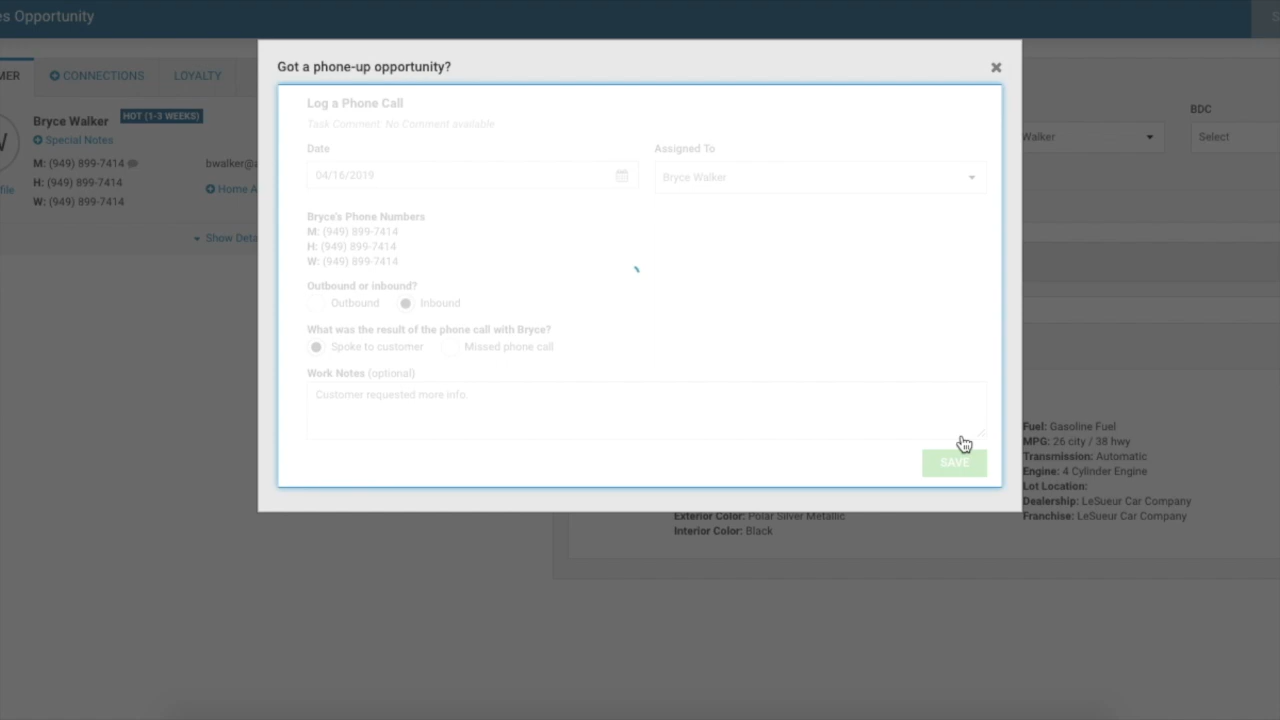 es Opportunity
MER
CONNECTIONS
LOYALTY
Bryce Walker HOT (1-3 WEEKS)
Special Notes
M: (949) 899-7414
H: (949) 899-7414
W: (949) 899-7414
bwalker@
Home A
file
Show Deta
Got a phone-up opportunity?
Log a Phone Call
Task Comment: No Comment available
Date
04/16/2019
Assigned To
Bryce Walker
Bryce's Phone Numbers
M: (949) 899-7414
H: (949) 899-7414
W: (949) 899-7414
Outbound or inbound?
Outbound Inbound
What was the result of the phone call with Bryce?
Spoke to customer Missed phone call
Work Notes (optional)
Customer requested more info.
SAVE
BDC
Walker
Select
Fuel: Gasoline Fuel
MPG: 26 city / 38 hwy
Transmission: Automatic
Engine: 4 Cylinder Engine
Lot Location:
Dealership: LeSueur Car Company
Franchise: LeSueur Car Company
Exterior Color: Polar Silver Metallic
Interior Color: Black